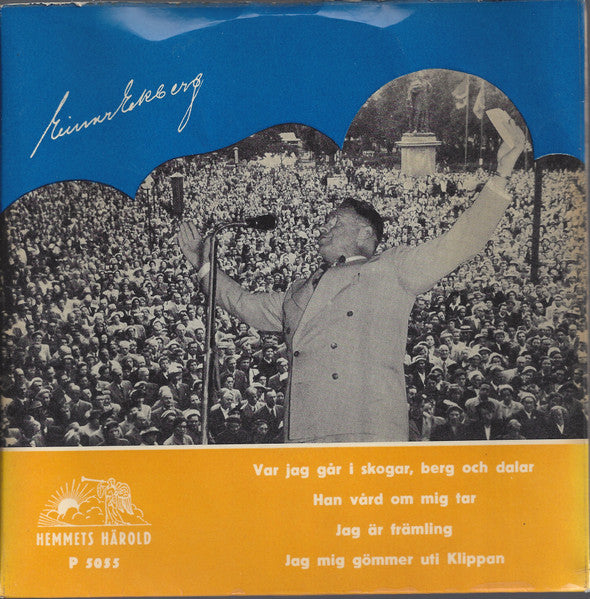 Einar Ekberg
Var jag går i skogar, berg och dalar
Han vård om mig tar
Jag är främling
Jag mig gömmer uti Klippan
HEMMETS HÄROLD
P 5055